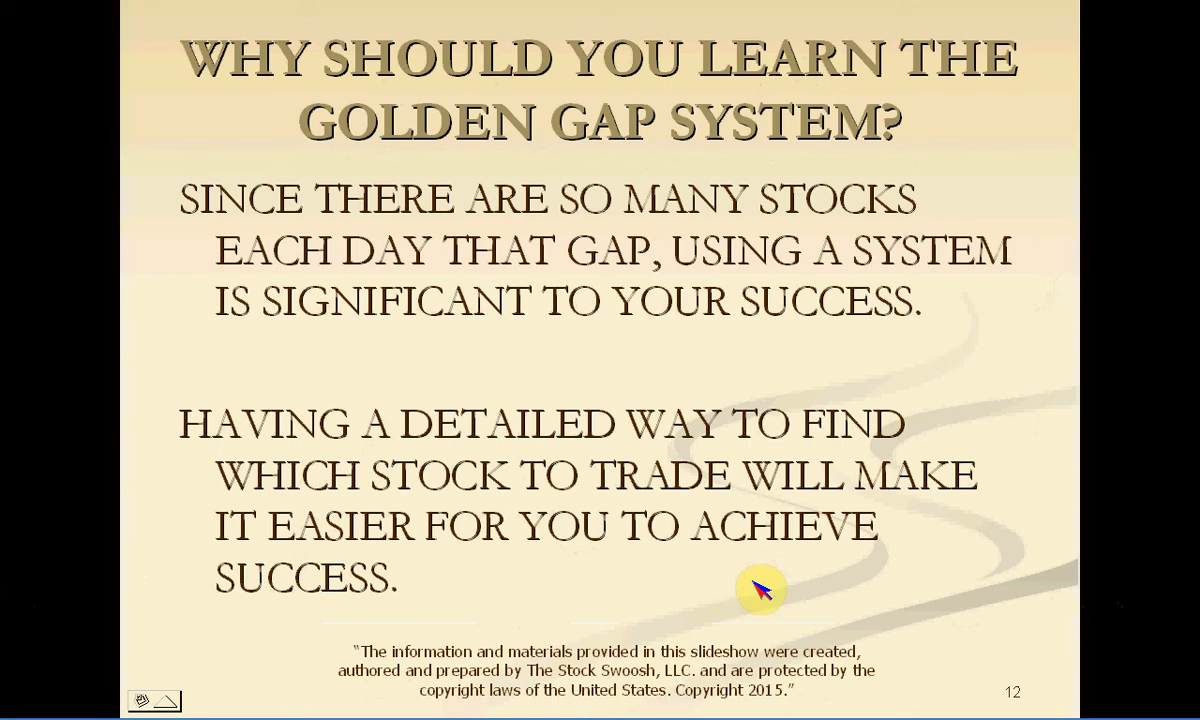 WHY SHOULD YOU LEARN THE
GOLDEN GAP SYSTEM?
SINCE THERE ARE SO MANY STOCKS
EACH DAY THAT GAP, USING A SYSTEM
IS SIGNIFICANT TO YOUR SUCCESS.
HAVING A DETAILED WAY TO FIND
WHICH STOCK TO TRADE WILL MAKE
IT EASIER FOR YOU TO ACHIEVE
SUCCESS.
"The information and materials provided in this slideshow were created,
authored and prepared by The Stock Swoosh, LLC. and are protected by the
copyright laws of the United States. Copyright 2015."
12